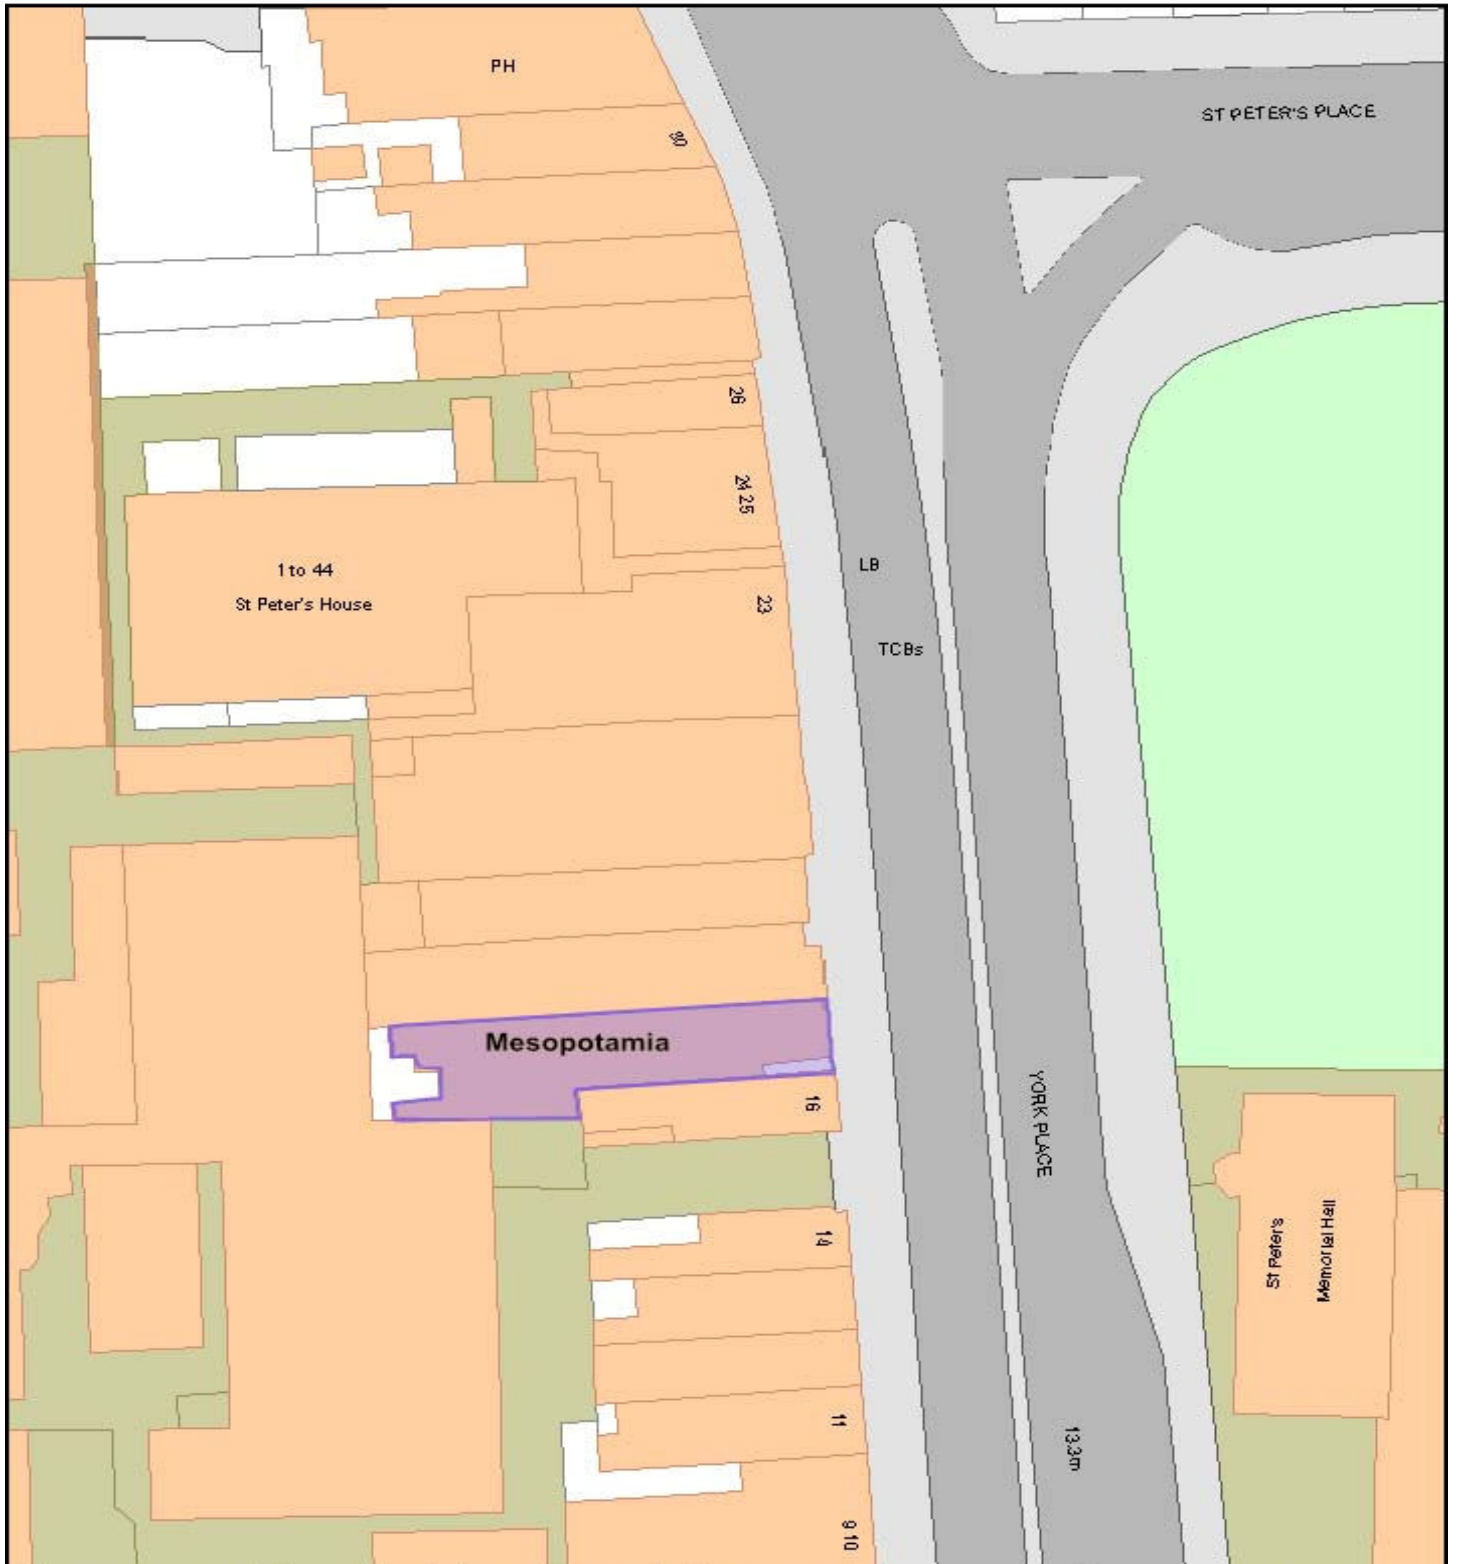 PH
ST PETER'S PLACE
26
24 25
LB
1 to 44
St Peter's House
23
TCBs
Mesopotamia
16
YORK PLACE
14
St Peter's
Memorial Hall
11
13.3m
9 10